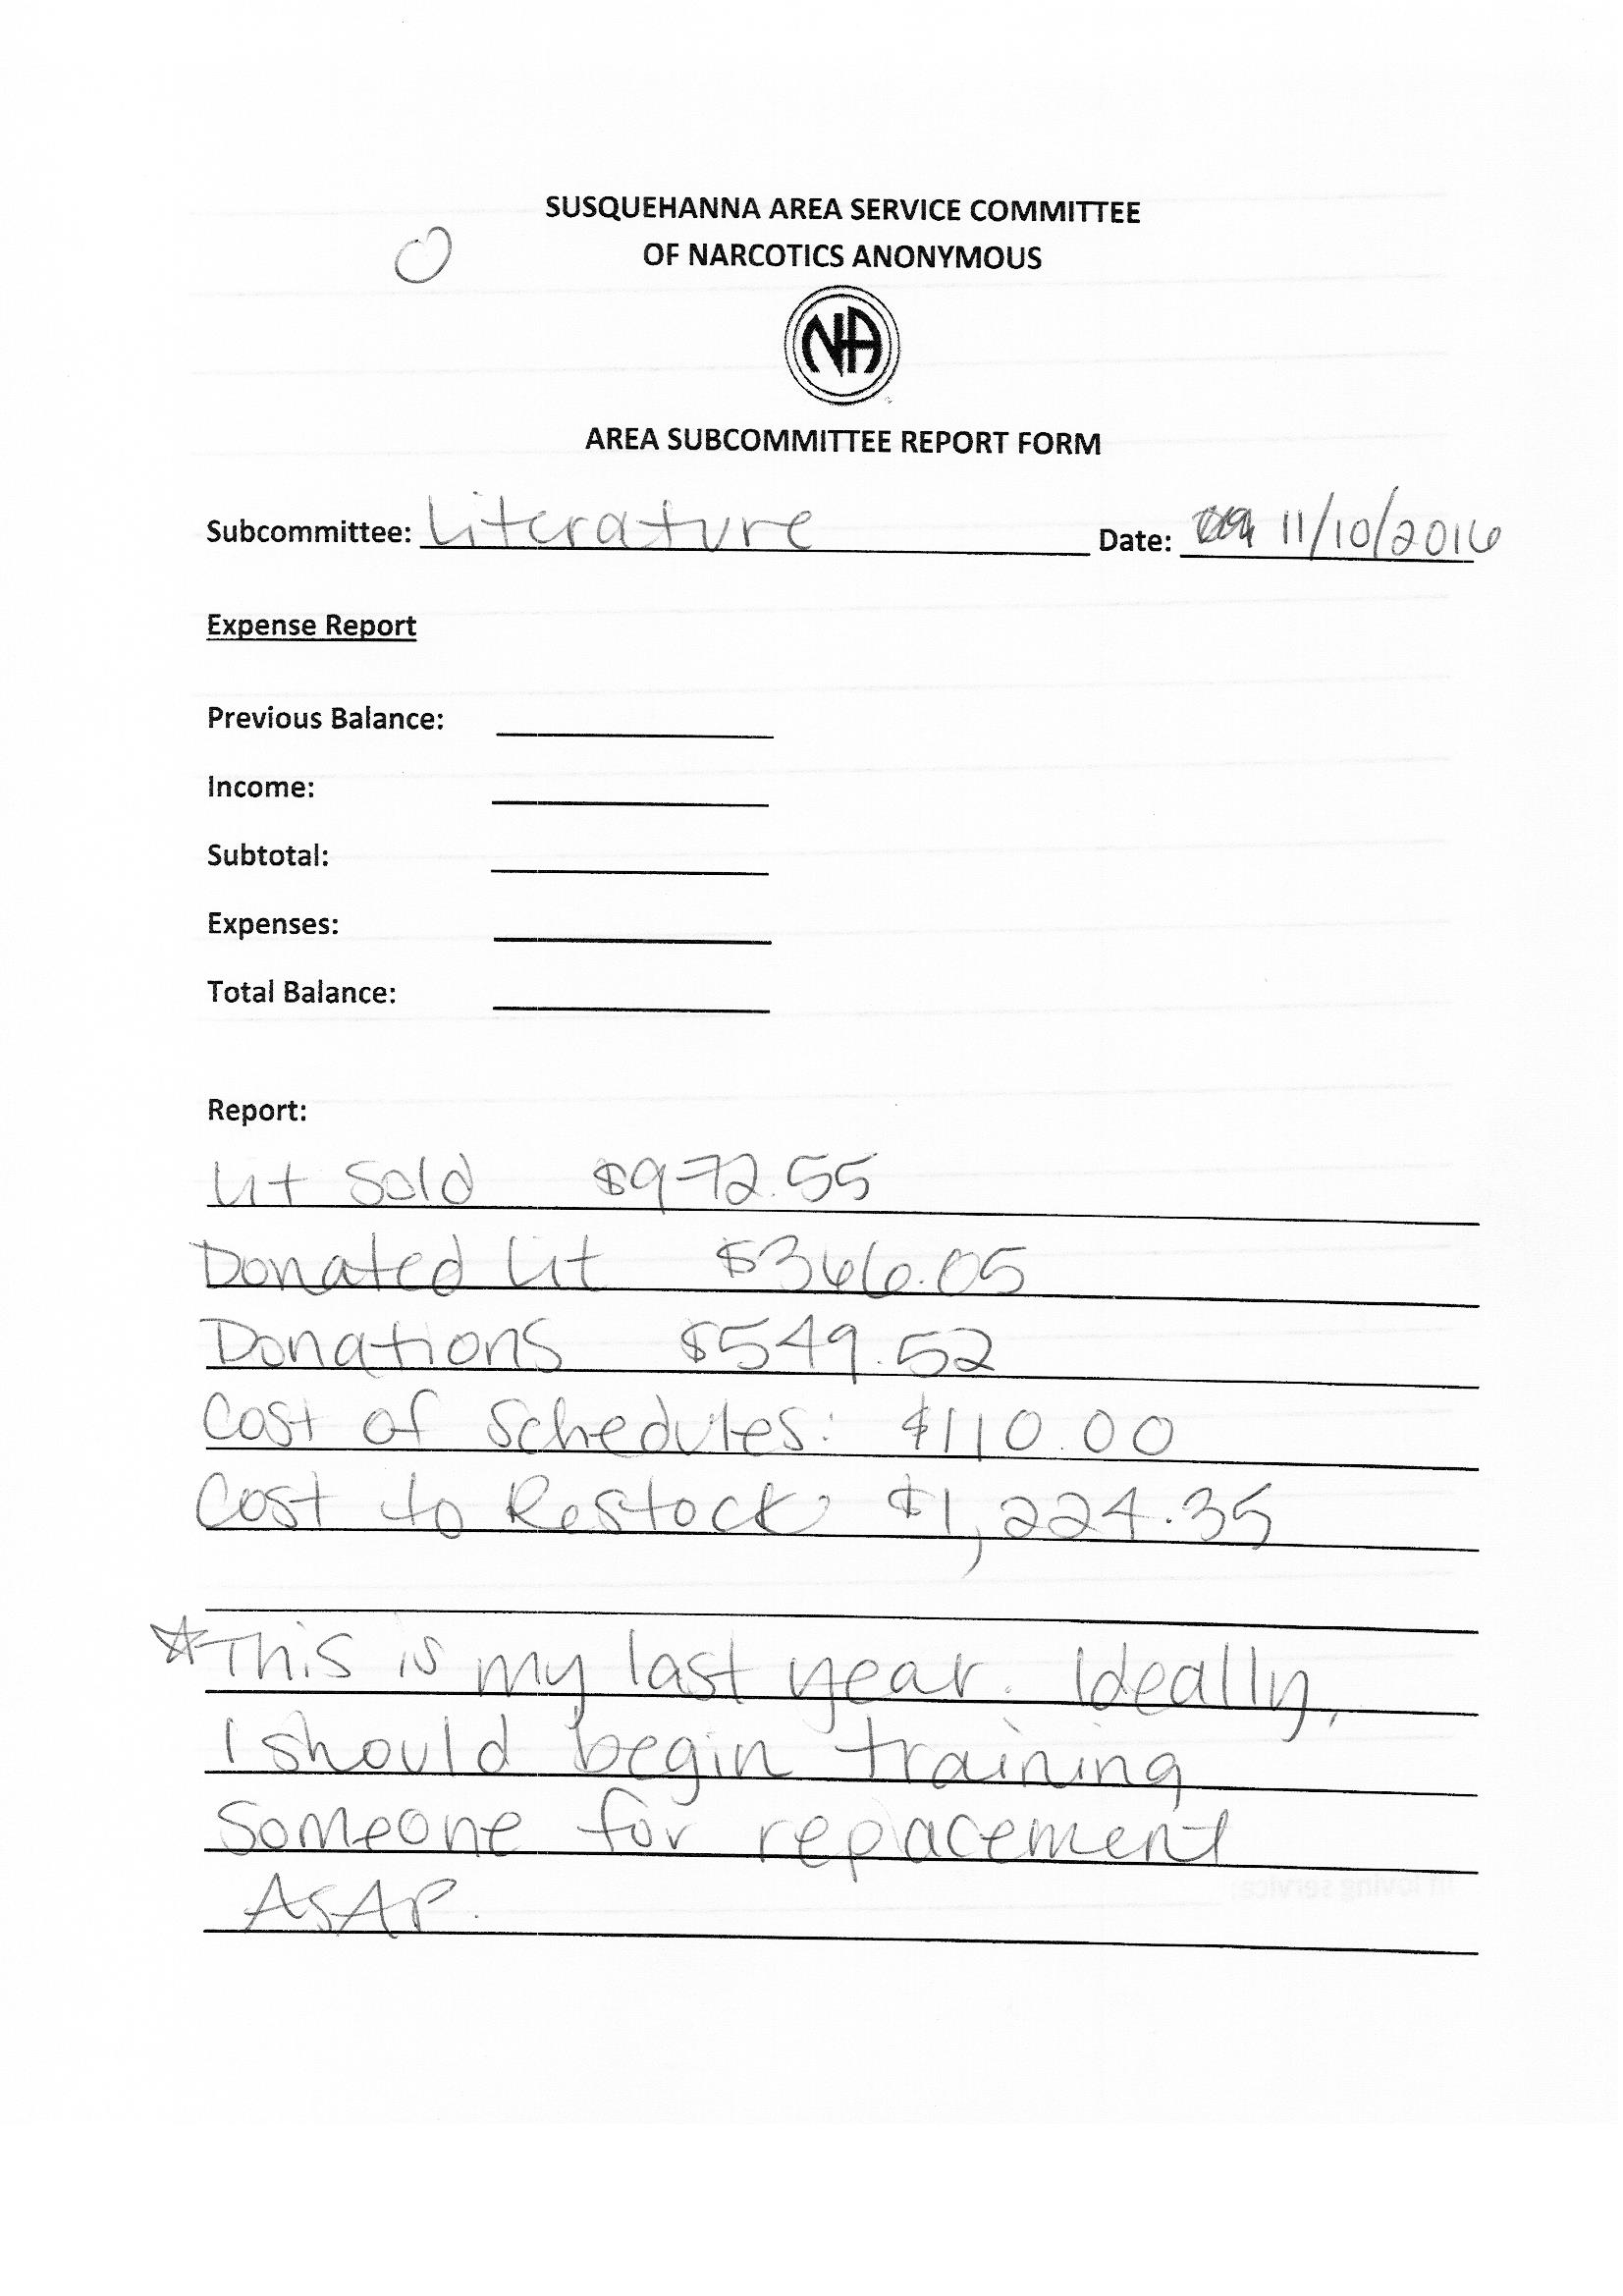 SUSQUEHANNA AREA SERVICE COMMITTEE
OF NARCOTICS ANONYMOUS
NA
AREA SUBCOMMITTEE REPORT FORM
Subcommittee: Literature Date: 11/10/2016
Expense Report
Previous Balance:
Income:
Subtotal:
Expenses:
Total Balance:
Report:
Lit Sold $972.55
Donated Lit $366.05
Donations $549.52
Cost of Schedules: $110.00
Cost to Restock: $1,224.35
☆This is my last year. Ideally,
I should begin training
someone for repacement
ASAP.
In loving service: